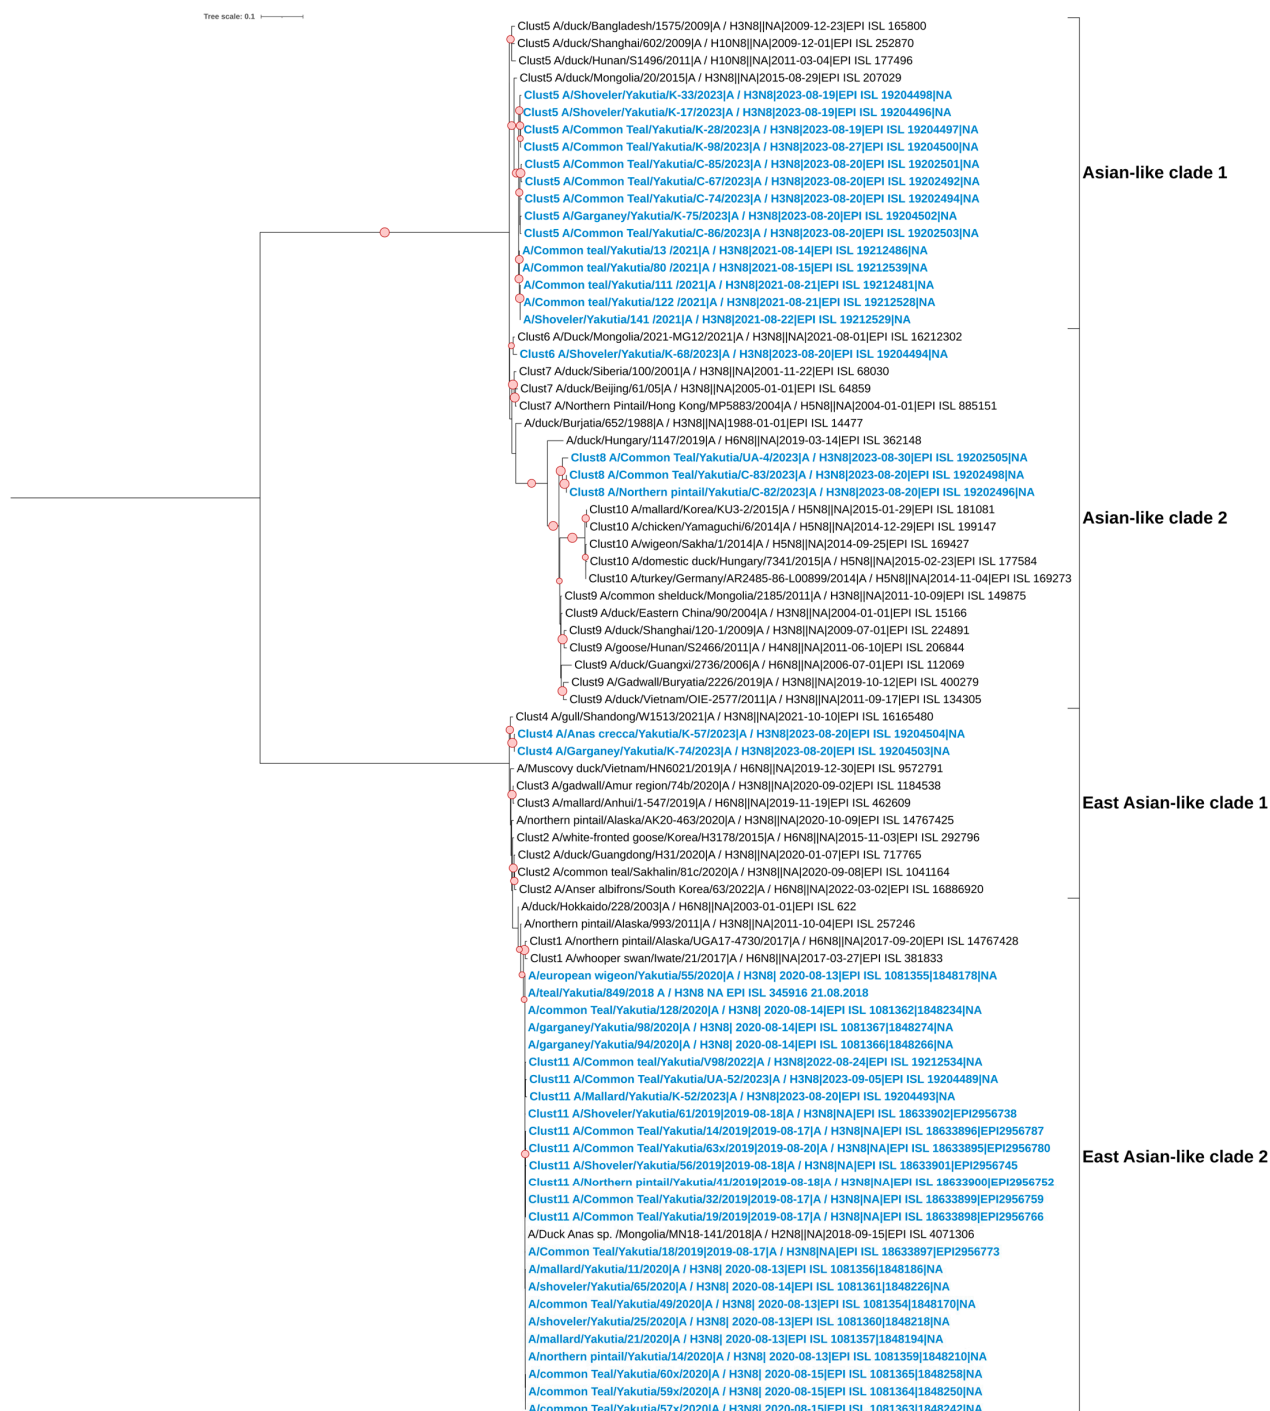 Tree scale: 0.1
Clust5 A/duck/Bangladesh/1575/2009|A / H3N8||NA|2009-12-23|EPI ISL 165800
Clust5 A/duck/Shanghai/602/2009|A / H10N8||NA|2009-12-01|EPI ISL 252870
Clust5 A/duck/Hunan/S1496/2011|A / H10N8||NA|2011-03-04|EPI ISL 177496
Clust5 A/duck/Mongolia/20/2015|A / H3N8||NA|2015-08-29|EPI ISL 207029
Clust5 A/Shoveler/Yakutia/K-33/2023|A / H3N8|2023-08-19|EPI ISL 19204498|NA
Clust5 A/Shoveler/Yakutia/K-17/2023|A / H3N8|2023-08-19|EPI ISL 19204496|NA
Clust5 A/Common Teal/Yakutia/K-28/2023|A / H3N8|2023-08-19|EPI ISL 19204497|NA
Clust5 A/Common Teal/Yakutia/K-98/2023|A / H3N8|2023-08-27|EPI ISL 19204500|NA
Clust5 A/Common Teal/Yakutia/C-85/2023|A / H3N8|2023-08-20|EPI ISL 19202501|NA
Asian-like clade 1
Clust5 A/Common Teal/Yakutia/C-67/2023|A / H3N8|2023-08-20|EPI ISL 19202492|NA
Clust5 A/Common Teal/Yakutia/C-74/2023|A / H3N8|2023-08-20|EPI ISL 19202494|NA
Clust5 A/Garganey/Yakutia/K-75/2023|A / H3N8|2023-08-20|EPI ISL 19204502|NA
Clust5 A/Common Teal/Yakutia/C-86/2023|A / H3N8|2023-08-20|EPI ISL 19202503|NA
A/Common teal/Yakutia/13 /2021|A / H3N8|2021-08-14|EPI ISL 19212486|NA
A/Common teal/Yakutia/80 /2021|A / H3N8|2021-08-15|EPI ISL 19212539|NA
A/Common teal/Yakutia/111 /2021|A / H3N8|2021-08-21|EPI ISL 19212481|NA
A/Common teal/Yakutia/122 /2021|A / H3N8|2021-08-21|EPI ISL 19212528|NA
A/Shoveler/Yakutia/141 /2021|A / H3N8|2021-08-22|EPI ISL 19212529|NA
Clust6 A/Duck/Mongolia/2021-MG12/2021|A / H3N8||NA|2021-08-01|EPI ISL 16212302
Clust6 A/Shoveler/Yakutia/K-68/2023|A / H3N8|2023-08-20|EPI ISL 19204494|NA
Clust7 A/duck/Siberia/100/2001|A / H3N8||NA|2001-11-22|EPI ISL 68030
Clust7 A/duck/Beijing/61/05|A / H3N8||NA|2005-01-01|EPI ISL 64859
Clust7 A/Northern Pintail/Hong Kong/MP5883/2004|A / H5N8||NA|2004-01-01|EPI ISL 885151
A/duck/Burjatia/652/1988|A / H3N8||NA|1988-01-01|EPI ISL 14477
A/duck/Hungary/1147/2019|A / H6N8||NA|2019-03-14|EPI ISL 362148
Clust8 A/Common Teal/Yakutia/UA-4/2023|A / H3N8|2023-08-30|EPI ISL 19202505|NA
Clust8 A/Common Teal/Yakutia/C-83/2023|A / H3N8|2023-08-20|EPI ISL 19202498|NA
Clust8 A/Northern pintail/Yakutia/C-82/2023|A / H3N8|2023-08-20|EPI ISL 19202496|NA
Clust10 A/mallard/Korea/KU3-2/2015|A / H5N8||NA|2015-01-29|EPI ISL 181081
Asian-like clade 2
Clust10 A/chicken/Yamaguchi/6/2014|A / H5N8||NA|2014-12-29|EPI ISL 199147
Clust10 A/wigeon/Sakha/1/2014|A / H5N8||NA|2014-09-25|EPI ISL 169427
Clust10 A/domestic duck/Hungary/7341/2015|A / H5N8||NA|2015-02-23|EPI ISL 177584
Clust10 A/turkey/Germany/AR2485-86-L00899/2014|A / H5N8||NA|2014-11-04|EPI ISL 169273
Clust9 A/common shelduck/Mongolia/2185/2011|A / H3N8||NA|2011-10-09|EPI ISL 149875
Clust9 A/duck/Eastern China/90/2004|A / H3N8||NA|2004-01-01|EPI ISL 15166
Clust9 A/duck/Shanghai/120-1/2009|A / H3N8||NA|2009-07-01|EPI ISL 224891
Clust9 A/goose/Hunan/S2466/2011|A / H4N8||NA|2011-06-10|EPI ISL 206844
Clust9 A/duck/Guangxi/2736/2006|A / H6N8||NA|2006-07-01|EPI ISL 112069
Clust9 A/Gadwall/Buryatia/2226/2019|A / H3N8||NA|2019-10-12|EPI ISL 400279
Clust9 A/duck/Vietnam/OIE-2577/2011|A / H3N8||NA|2011-09-17|EPI ISL 134305
Clust4 A/gull/Shandong/W1513/2021|A / H3N8||NA|2021-10-10|EPI ISL 16165480
Clust4 A/Anas crecca/Yakutia/K-57/2023|A / H3N8|2023-08-20|EPI ISL 19204504|NA
Clust4 A/Garganey/Yakutia/K-74/2023|A / H3N8|2023-08-20|EPI ISL 19204503|NA
A/Muscovy duck/Vietnam/HN6021/2019|A / H6N8||NA|2019-12-30|EPI ISL 9572791
Clust3 A/gadwall/Amur region/74b/2020|A / H3N8||NA|2020-09-02|EPI ISL 1184538
Clust3 A/mallard/Anhui/1-547/2019|A / H6N8||NA|2019-11-19|EPI ISL 462609
East Asian-like clade 1
A/northern pintail/Alaska/AK20-463/2020|A / H3N8||NA|2020-10-09|EPI ISL 14767425
Clust2 A/white-fronted goose/Korea/H3178/2015|A / H6N8||NA|2015-11-03|EPI ISL 292796
Clust2 A/duck/Guangdong/H31/2020|A / H3N8||NA|2020-01-07|EPI ISL 717765
Clust2 A/common teal/Sakhalin/81c/2020|A / H3N8||NA|2020-09-08|EPI ISL 1041164
Clust2 A/Anser albifrons/South Korea/63/2022|A / H6N8||NA|2022-03-02|EPI ISL 16886920
A/duck/Hokkaido/228/2003|A / H6N8||NA|2003-01-01|EPI ISL 622
A/northern pintail/Alaska/993/2011|A / H3N8||NA|2011-10-04|EPI ISL 257246
Clust1 A/northern pintail/Alaska/UGA17-4730/2017|A / H6N8||NA|2017-09-20|EPI ISL 14767428
Clust1 A/whooper swan/Iwate/21/2017|A / H6N8||NA|2017-03-27|EPI ISL 381833
A/european wigeon/Yakutia/55/2020|A / H3N8| 2020-08-13|EPI ISL 1081355|1848178|NA
A/teal/Yakutia/849/2018 A / H3N8 NA EPI ISL 345916 21.08.2018
A/common Teal/Yakutia/128/2020|A / H3N8| 2020-08-14|EPI ISL 1081362|1848234|NA
A/garganey/Yakutia/98/2020|A / H3N8| 2020-08-14|EPI ISL 1081367|1848274|NA
A/garganey/Yakutia/94/2020|A / H3N8| 2020-08-14|EPI ISL 1081366|1848266|NA
Clust11 A/Common teal/Yakutia/V98/2022|A / H3N8|2022-08-24|EPI ISL 19212534|NA
Clust11 A/Common Teal/Yakutia/UA-52/2023|A / H3N8|2023-09-05|EPI ISL 19204489|NA
Clust11 A/Mallard/Yakutia/K-52/2023|A / H3N8|2023-08-20|EPI ISL 19204493|NA
Clust11 A/Shoveler/Yakutia/61/2019|2019-08-18|A / H3N8|NA|EPI ISL 18633902|EPI2956738
Clust11 A/Common Teal/Yakutia/14/2019|2019-08-17|A / H3N8|NA|EPI ISL 18633896|EPI2956787
Clust11 A/Common Teal/Yakutia/63x/2019|2019-08-20|A / H3N8|NA|EPI ISL 18633895|EPI2956780
East Asian-like clade 2
Clust11 A/Shoveler/Yakutia/56/2019|2019-08-18|A / H3N8|NA|EPI ISL 18633901|EPI2956745
Clust11 A/Northern pintail/Yakutia/41/2019|2019-08-18|A / H3N8|NA|EPI ISL 18633900|EPI2956752
Clust11 A/Common Teal/Yakutia/32/2019|2019-08-17|A / H3N8|NA|EPI ISL 18633899|EPI2956759
Clust11 A/Common Teal/Yakutia/19/2019|2019-08-17|A / H3N8|NA|EPI ISL 18633898|EPI2956766
A/Duck Anas sp. /Mongolia/MN18-141/2018|A / H2N8||NA|2018-09-15|EPI ISL 4071306
A/Common Teal/Yakutia/18/2019|2019-08-17|A / H3N8|NA|EPI ISL 18633897|EPI2956773
A/mallard/Yakutia/11/2020|A / H3N8| 2020-08-13|EPI ISL 1081356|1848186|NA
A/shoveler/Yakutia/65/2020|A / H3N8| 2020-08-14|EPI ISL 1081361|1848226|NA
A/common Teal/Yakutia/49/2020|A / H3N8| 2020-08-13|EPI ISL 1081354|1848170|NA
A/shoveler/Yakutia/25/2020|A / H3N8| 2020-08-13|EPI ISL 1081360|1848218|NA
A/mallard/Yakutia/21/2020|A / H3N8| 2020-08-13|EPI ISL 1081357|1848194|NA
A/northern pintail/Yakutia/14/2020|A / H3N8| 2020-08-13|EPI ISL 1081359|1848210|NA
A/common Teal/Yakutia/60x/2020|A / H3N8| 2020-08-15|EPI ISL 1081365|1848258|NA
A/common Teal/Yakutia/59x/2020|A / H3N8| 2020-08-15|EPI ISL 1081364|1848250|NA
A/common Teal/Yakutia/57x/2020|A / H3N8| 2020-08-15|EPI ISL 1081363|1848242|NA